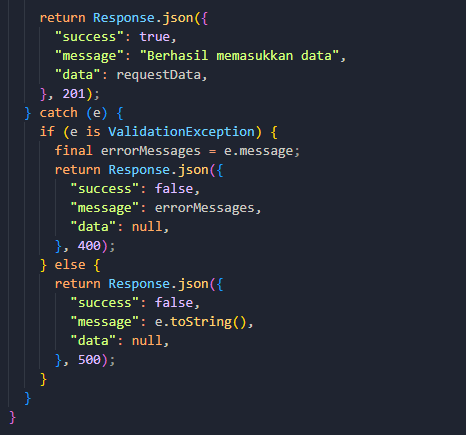 return Response.json({
"success": true,
"message": "Berhasil memasukkan data",
"data": requestData,
}, 201);
} catch (e) {
if (e is ValidationException) {
final errorMessages = e.message;
return Response.json({
"success": false,
"message": errorMessages,
"data": null,
}, 400);
} else {
return Response.json({
"success": false,
"message": e.toString(),
"data": null,
}, 500);
}
}
}